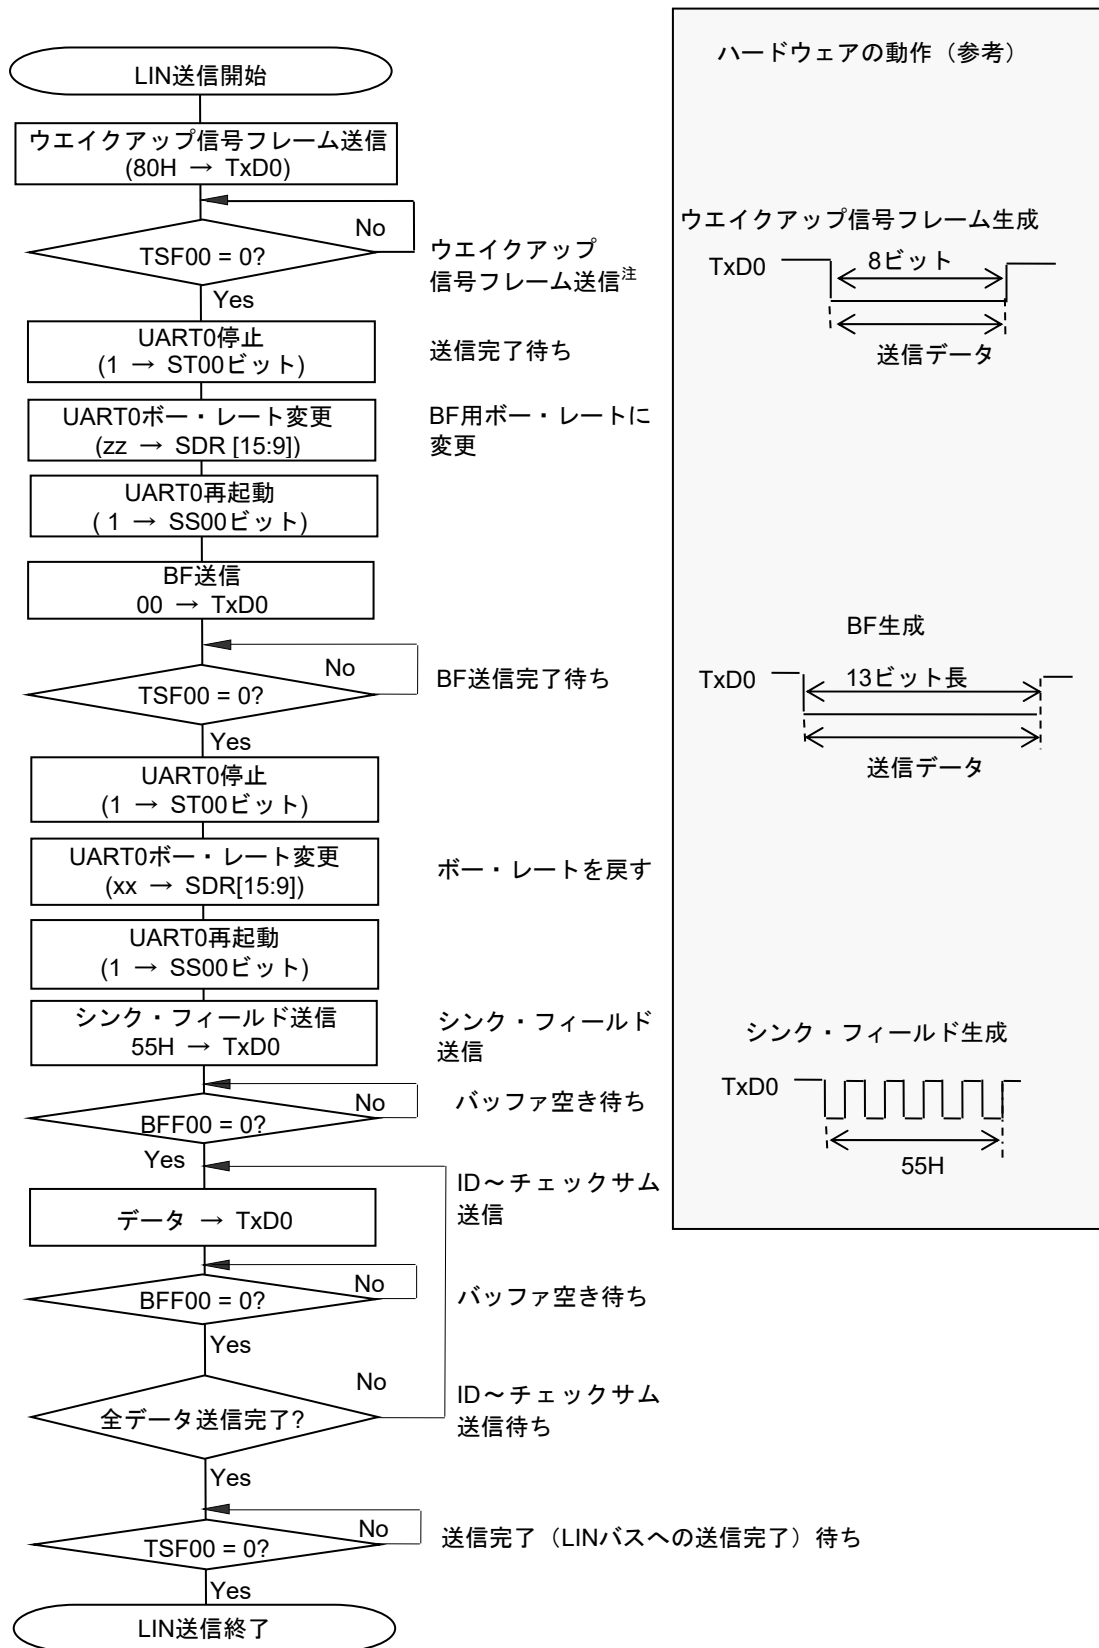 LIN送信開始
ウエイクアップ信号フレーム送信
(80H → TxD0)
No
TSF00 = 0?
Yes
ウエイクアップ
信号フレーム送信注
UART0停止
(1 → ST00ビット)
送信完了待ち
UART0ボー・レート変更
(zz → SDR [15:9])
BF用ボー・レートに
変更
UART0再起動
( 1 → SS00ビット)
BF送信
00 → TxD0
No
TSF00 = 0?
Yes
BF送信完了待ち
UART0停止
(1 → ST00ビット)
UART0ボー・レート変更
(xx → SDR[15:9])
ボー・レートを戻す
UART0再起動
(1 → SS00ビット)
シンク・フィールド送信
55H → TxD0
シンク・フィールド
送信
No
BFF00 = 0?
Yes
バッファ空き待ち
ID～チェックサム
送信
データ → TxD0
No
BFF00 = 0?
Yes
バッファ空き待ち
No
全データ送信完了?
Yes
ID～チェックサム
送信待ち
No
TSF00 = 0?
Yes
送信完了（LINバスへの送信完了）待ち
LIN送信終了
ハードウェアの動作（参考）
ウエイクアップ信号フレーム生成
TxD0
8ビット
送信データ
BF生成
TxD0
13ビット長
送信データ
シンク・フィールド生成
TxD0
55H